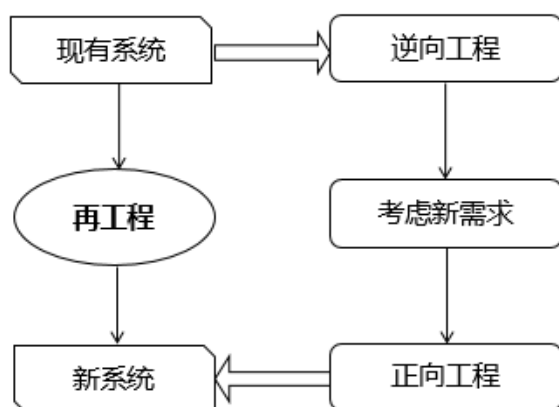 现有系统
逆向工程
再工程
考虑新需求
新系统
正向工程